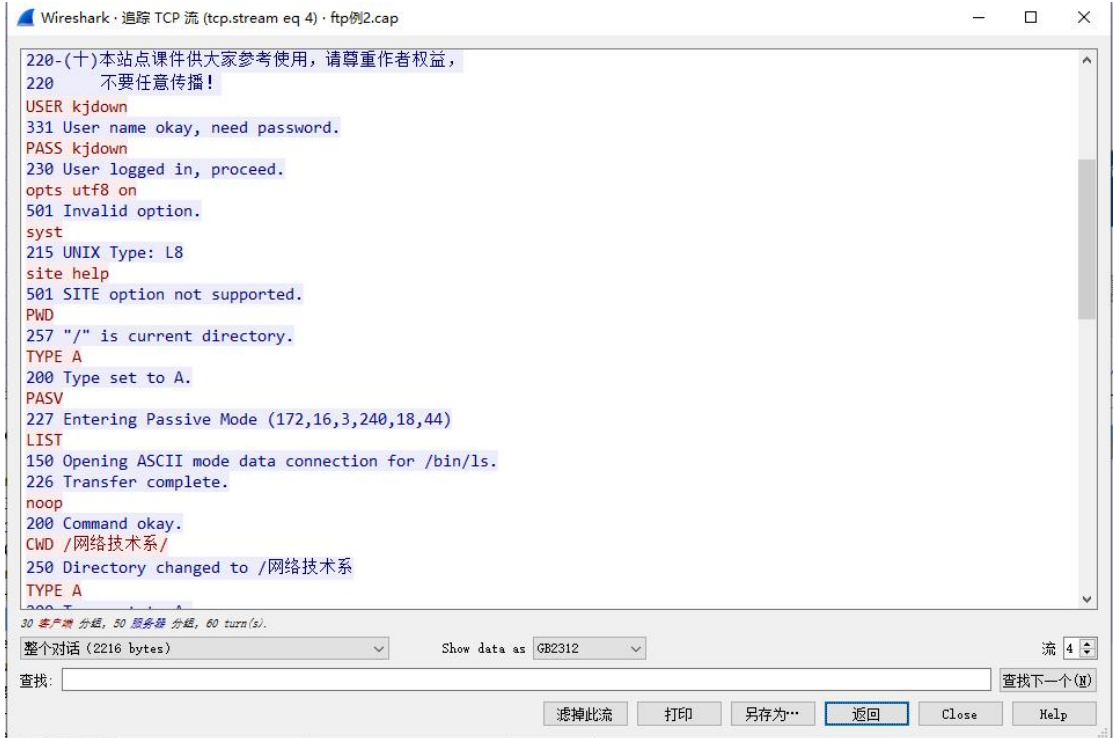 Wireshark · 追踪 TCP 流 (tcp.stream eq 4) · ftp例2.cap
220-(十)本站点课件供大家参考使用，请尊重作者权益，
220 不要任意传播！
USER kjdown
331 User name okay, need password.
PASS kjdown
230 User logged in, proceed.
opts utf8 on
501 Invalid option.
syst
215 UNIX Type: L8
site help
501 SITE option not supported.
PWD
257 "/" is current directory.
TYPE A
200 Type set to A.
PASV
227 Entering Passive Mode (172,16,3,240,18,44)
LIST
150 Opening ASCII mode data connection for /bin/ls.
226 Transfer complete.
noop
200 Command okay.
CWD /网络技术系/
250 Directory changed to /网络技术系
TYPE A
30 客户端 分组, 50 服务器 分组, 60 turn(s).
整个对话 (2216 bytes) Show data as GB2312 流 4
查找: 查找下一个(N)
滤掉此流 打印 另存为… 返回 Close Help